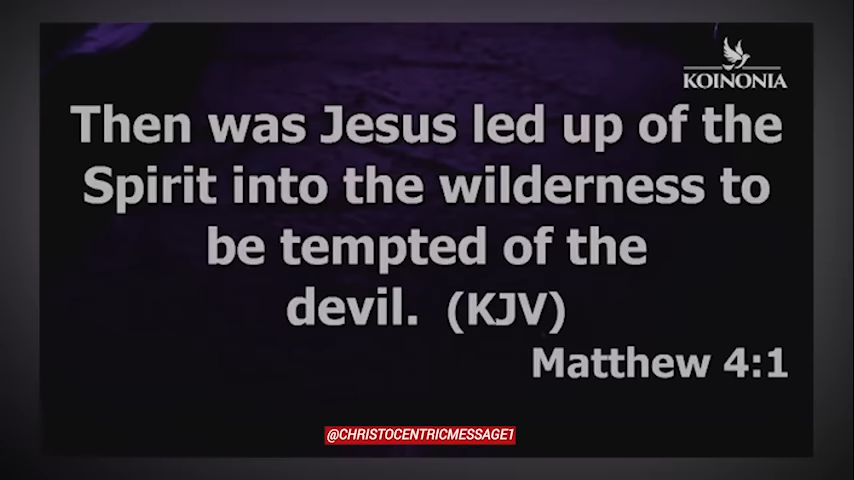 KOINONIA
Then was Jesus led up of the
Spirit into the wilderness to
be tempted of the
devil. (KJV)
Matthew 4:1
@CHRISTOCENTRICMESSAGE1